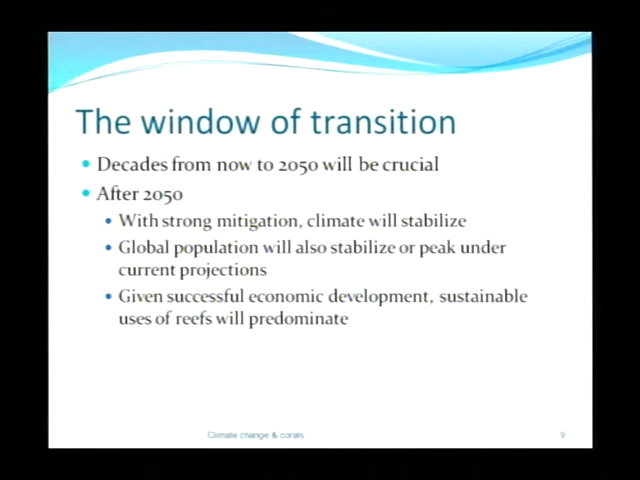 The window of transition
Decades from now to 2050 will be crucial
After 2050
With strong mitigation, climate will stabilize
Global population will also stabilize or peak under
current projections
Given successful economic development, sustainable
uses of reefs will predominate
Climate change & corals
9